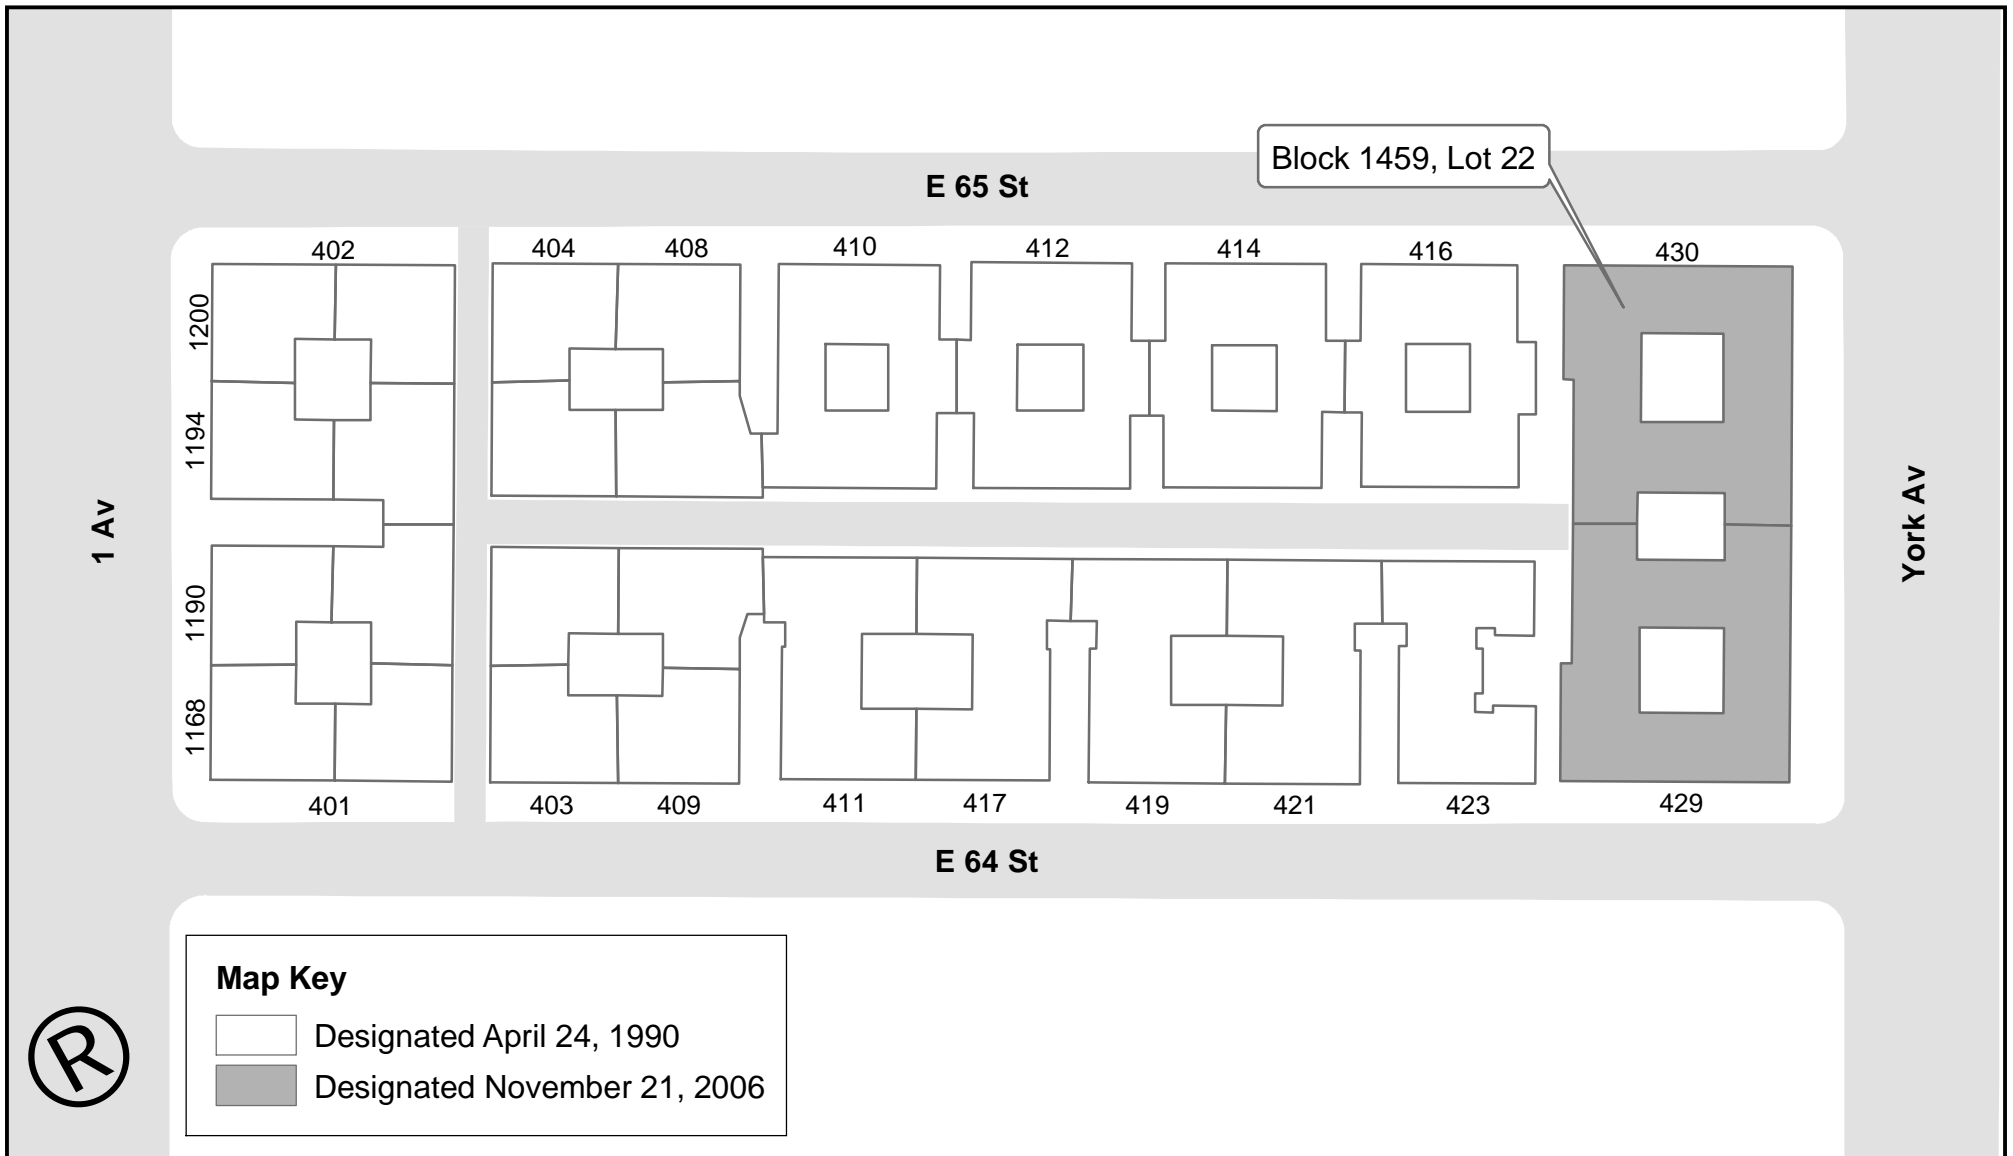 Block 1459, Lot 22
E 65 St
402
404
408
410
412
414
416
430
1200
1194
1 Av
York Av
1190
1168
401
403
409
411
417
419
421
423
429
E 64 St
Map Key
Designated April 24, 1990
Designated November 21, 2006
®